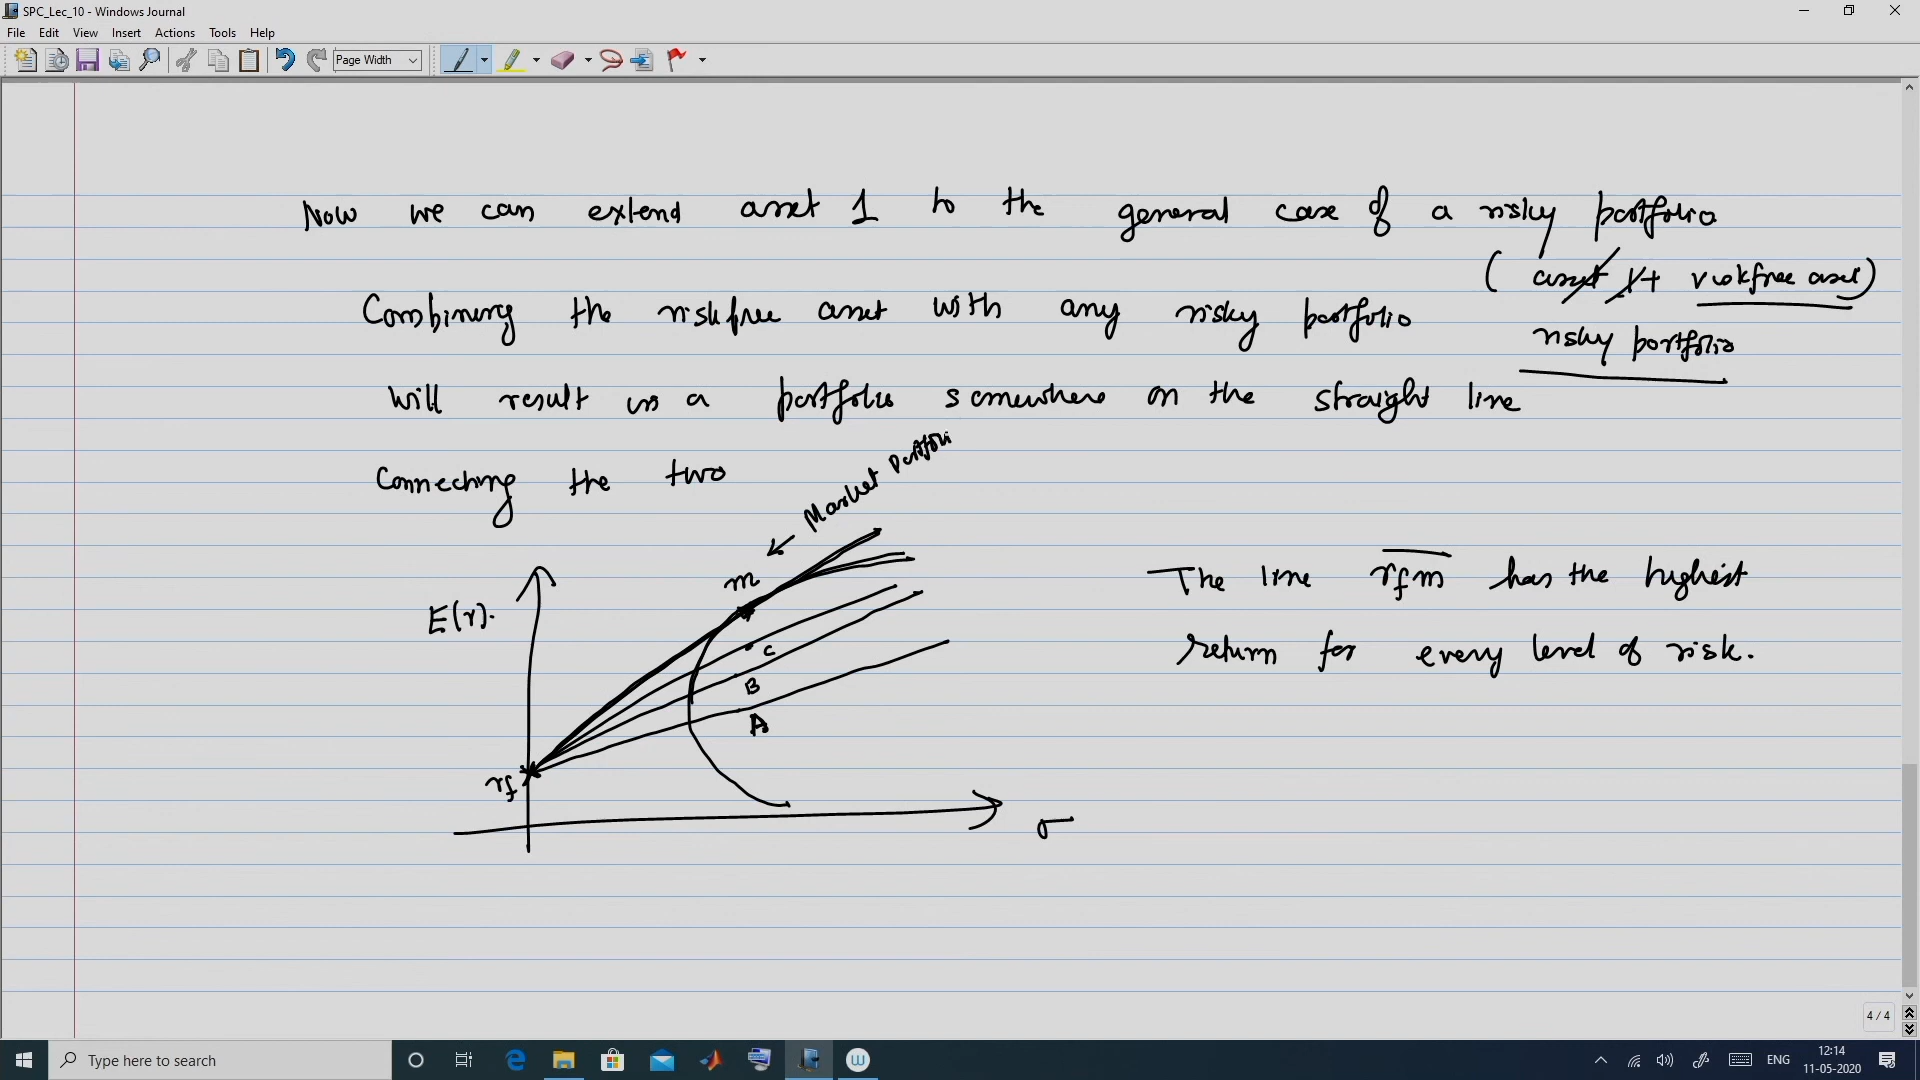 SPC_Lec_10 - Windows Journal
File Edit View Insert Actions Tools Help
Page Width
Now we can extend asset 1 to the general case of a risky portfolio
( asset 1 + riskfree asset )
Combining the riskfree asset with any risky portfolio
risky portfolio
will result in a portfolio somewhere on the straight line
Connecting the two
Market Portfoli
m
E(r).
C
B
A
rf
σ
The line rfm has the highest
return for every level of risk.
4 / 4
Type here to search
ENG
12:14
11-05-2020